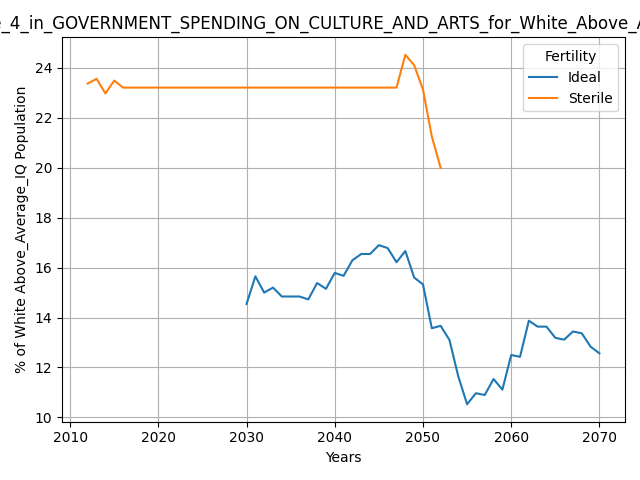 _4_in_GOVERNMENT_SPENDING_ON_CULTURE_AND_ARTS_for_White_Above_A
Fertility
Ideal
Sterile
% of White Above_Average_IQ Population
24
22
20
18
16
14
12
10
2010 2020 2030 2040 2050 2060 2070
Years